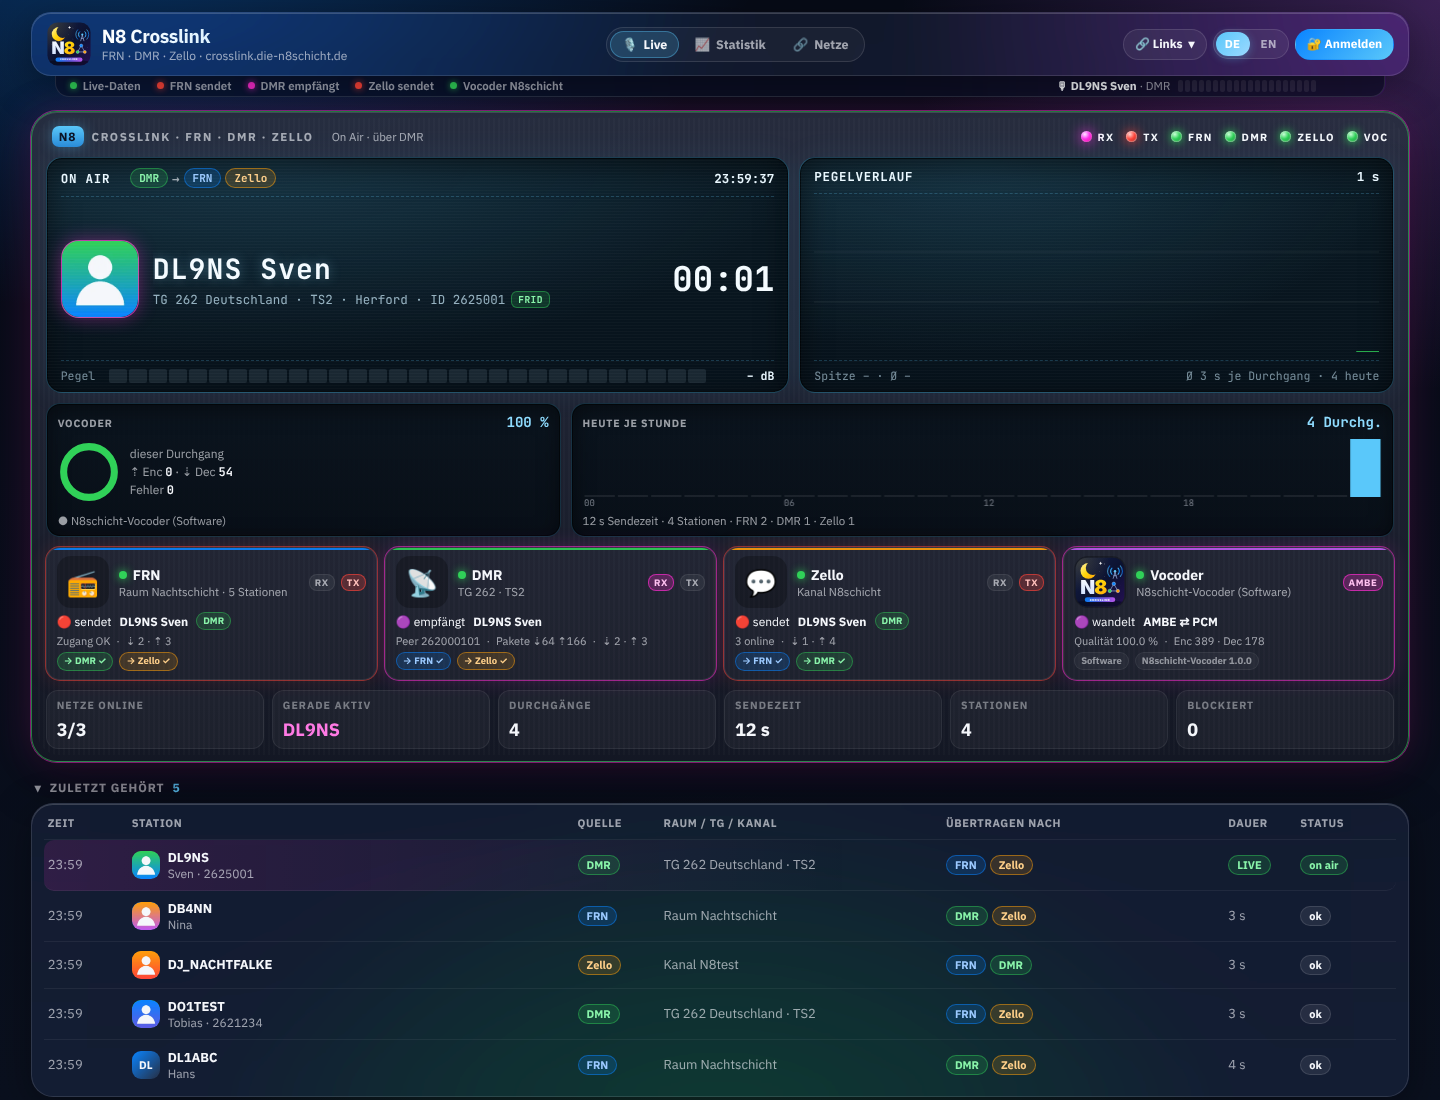 N8 Crosslink
FRN · DMR · Zello · crosslink.die-n8schicht.de
Live
Statistik
Netze
Links ▾
DE EN
Anmelden
Live-Daten FRN sendet DMR empfängt Zello sendet Vocoder N8schicht
DL9NS Sven · DMR
N8 CROSSLINK · FRN · DMR · ZELLO On Air · über DMR
RX TX FRN DMR ZELLO VOC
ON AIR DMR → FRN Zello 23:59:37
DL9NS Sven
00:01
TG 262 Deutschland · TS2 · Herford · ID 2625001 FRID
Pegel – dB
PEGELVERLAUF 1 s
Spitze – · Ø – Ø 3 s je Durchgang · 4 heute
VOCODER 100 %
dieser Durchgang
↑ Enc 0 · ↓ Dec 54
Fehler 0
N8schicht-Vocoder (Software)
HEUTE JE STUNDE 4 Durchg.
00 06 12 18
12 s Sendezeit · 4 Stationen · FRN 2 · DMR 1 · Zello 1
FRN
Raum Nachtschicht · 5 Stationen
RX TX
sendet DL9NS Sven DMR
Zugang OK · ↓ 2 · ↑ 3
→ DMR ✓ → Zello ✓
DMR
TG 262 · TS2
RX TX
empfängt DL9NS Sven
Peer 262000101 · Pakete ↓64 ↑166 · ↓ 2 · ↑ 3
→ FRN ✓ → Zello ✓
Zello
Kanal N8schicht
RX TX
sendet DL9NS Sven DMR
3 online · ↓ 1 · ↑ 4
→ FRN ✓ → DMR ✓
N8
Vocoder
N8schicht-Vocoder (Software)
AMBE
wandelt AMBE ⇄ PCM
Qualität 100.0 % · Enc 389 · Dec 178
Software N8schicht-Vocoder 1.0.0
NETZE ONLINE
3/3
GERADE AKTIV
DL9NS
DURCHGÄNGE
4
SENDEZEIT
12 s
STATIONEN
4
BLOCKIERT
0
▾ ZULETZT GEHÖRT 5
ZEIT STATION QUELLE RAUM / TG / KANAL ÜBERTRAGEN NACH DAUER STATUS
23:59 DL9NS DMR TG 262 Deutschland · TS2 FRN Zello LIVE on air
Sven · 2625001
23:59 DB4NN FRN Raum Nachtschicht DMR Zello 3 s ok
Nina
23:59 DJ_NACHTFALKE Zello Kanal N8test FRN DMR 3 s ok
23:59 DO1TEST DMR TG 262 Deutschland · TS2 FRN Zello 3 s ok
Tobias · 2621234
23:59 DL DL1ABC FRN Raum Nachtschicht DMR Zello 4 s ok
Hans